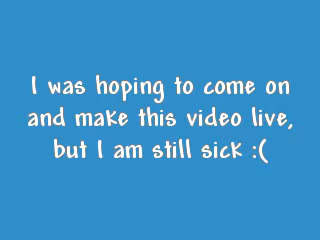 I was hoping to come on
and make this video live,
but I am still sick :(